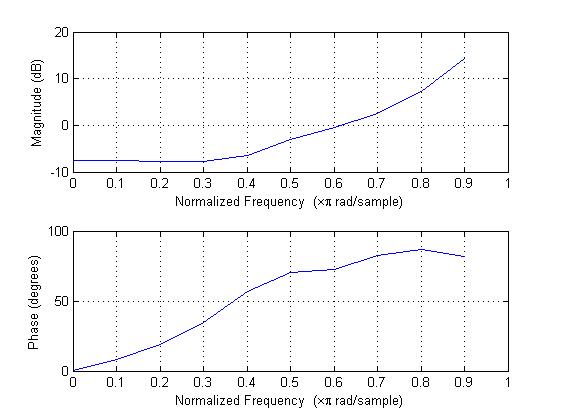 20
10
0
-10
Magnitude (dB)
0 0.1 0.2 0.3 0.4 0.5 0.6 0.7 0.8 0.9 1
Normalized Frequency (×π rad/sample)
100
50
0
Phase (degrees)
0 0.1 0.2 0.3 0.4 0.5 0.6 0.7 0.8 0.9 1
Normalized Frequency (×π rad/sample)